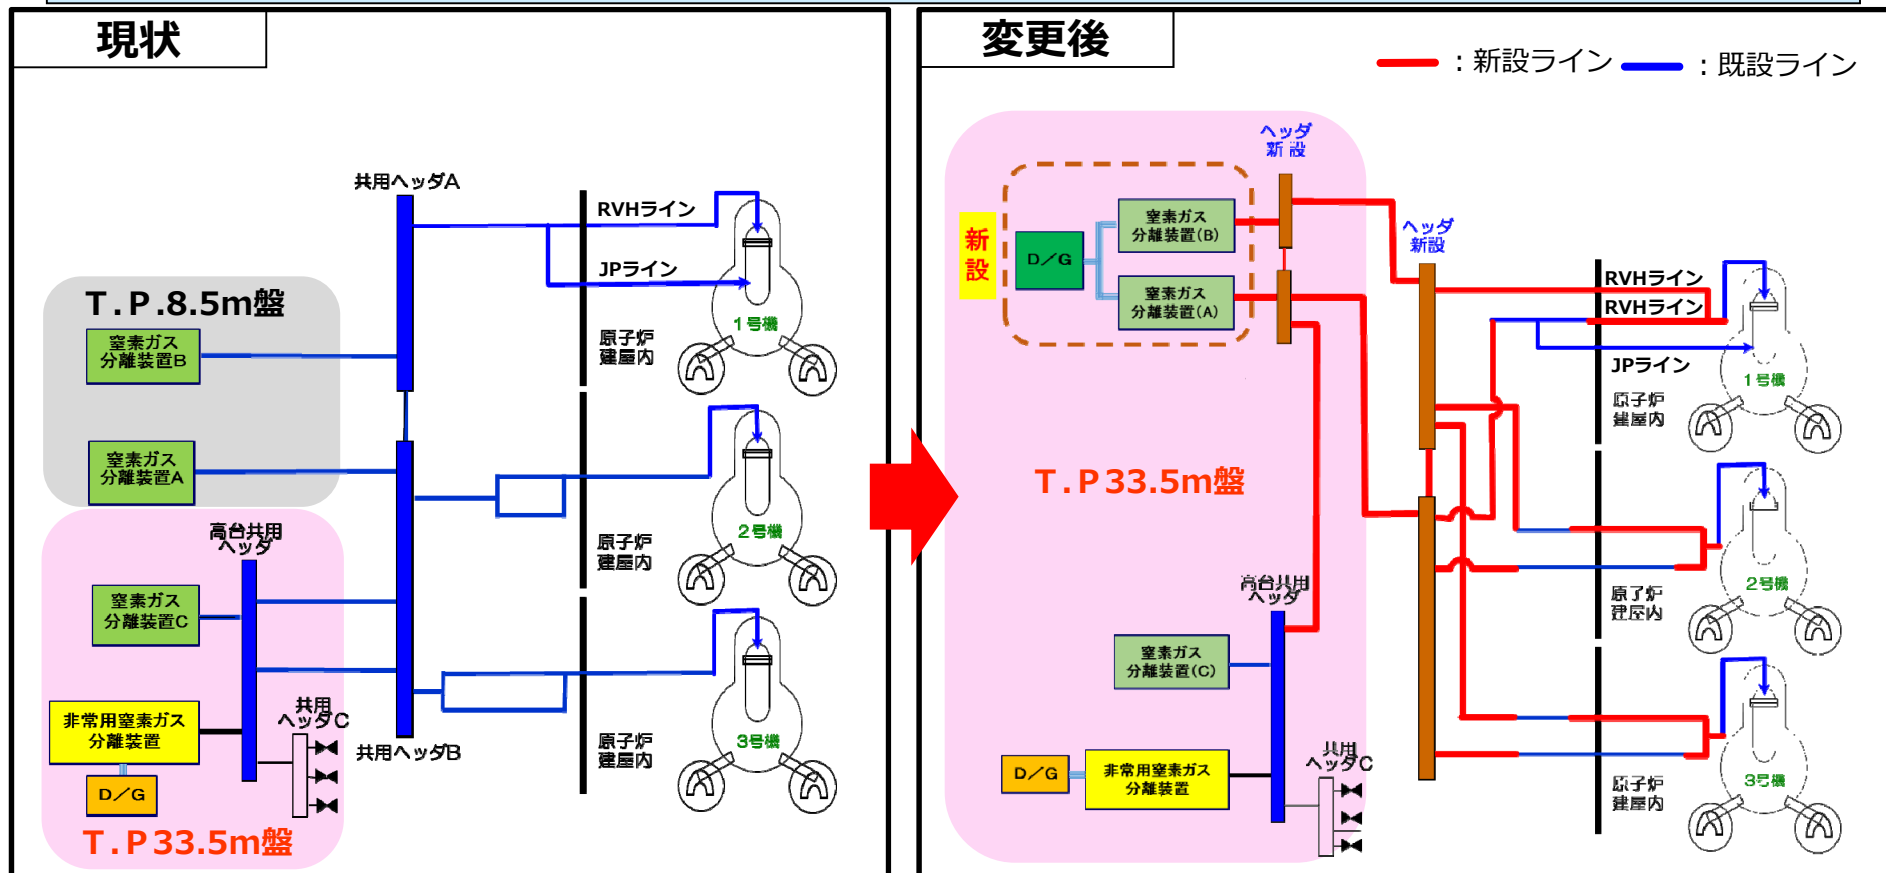 現状
共用ヘッダA
RVHライン
JPライン
1号機
原子炉
建屋内
T.P.8.5m盤
窒素ガス
分離装置B
窒素ガス
分離装置A
2号機
原子炉
建屋内
高台共用
ヘッダ
窒素ガス
分離装置C
非常用窒素ガス
分離装置
共用
ヘッダC
D/G
共用ヘッダB
3号機
原子炉
建屋内
T.P33.5m盤
変更後
:新設ライン
:既設ライン
ヘッダ
新設
新設
D/G
窒素ガス
分離装置(B)
窒素ガス
分離装置(A)
ヘッダ
新設
RVHライン
RVHライン
JPライン
1号機
原子炉
建屋内
T.P33.5m盤
2号機
原子炉
建屋内
高台共用
ヘッダ
窒素ガス
分離装置(C)
共用
ヘッダC
D/G
非常用窒素ガス
分離装置
3号機
原子炉
建屋内